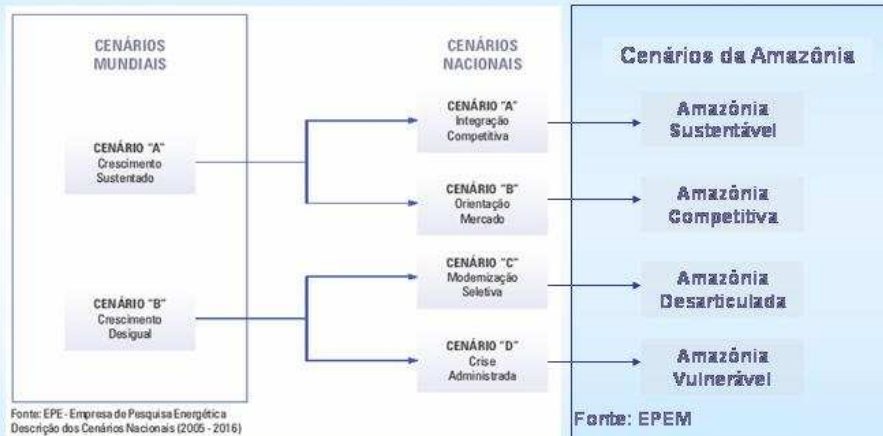 CENÁRIOS
MUNDIAIS
CENÁRIO "A"
Crescimento
Sustentado
CENÁRIO "B"
Crescimento
Desigual
CENÁRIOS
NACIONAIS
CENÁRIO "A"
Integração
Competitiva
CENÁRIO "B"
Orientação
Mercado
CENÁRIO "C"
Modernização
Seletiva
CENÁRIO "D"
Crise
Administrada
Cenários da Amazônia
Amazônia
Sustentável
Amazônia
Competitiva
Amazônia
Desarticulada
Amazônia
Vulnerável
Fonte: EPE - Empresa de Pesquisa Energética
Descrição dos Cenários Nacionais (2005 - 2016)
Fonte: EPEM